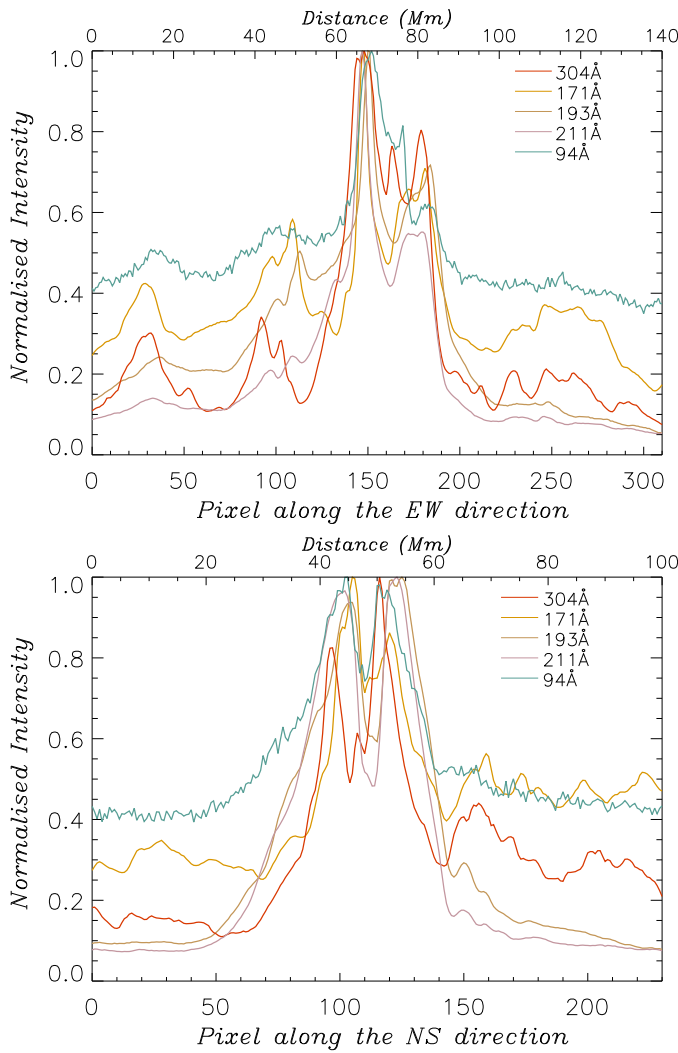 Distance (Mm)
0 20 40 60 80 100 120 140
1.0
0.8
0.6
0.4
0.2
0.0
Normalised Intensity
304Å
171Å
193Å
211Å
94Å
0 50 100 150 200 250 300
Pixel along the EW direction
Distance (Mm)
0 20 40 60 80 100
1.0
0.8
0.6
0.4
0.2
0.0
Normalised Intensity
304Å
171Å
193Å
211Å
94Å
0 50 100 150 200
Pixel along the NS direction